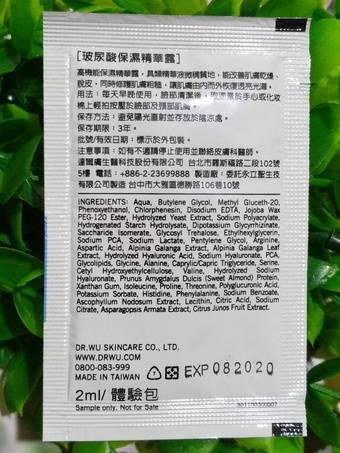 [玻尿酸保濕精華露]
高機能保濕精華露，具類精華液微稠質地，能改善肌膚乾燥、
脫皮，同時修護肌膚粗糙，讓肌膚由內而外恢復透亮光澤。
用法：每天早晚使用，臉部清潔後，取適量於手心或化妝
棉上輕拍按壓於臉部及頸部肌膚。
保存方法：避免陽光直射並存放於陰涼處。
保存期限：3年。
批號/有效日期：標示於外包裝。
注意事項：如有不適請停止使用並聯絡皮膚科醫師。
達爾膚生醫科技股份有限公司 台北市羅斯福路二段102號
5樓 電話：+886-2-23699888 製造廠：委託永立聖生技
有限公司製造 台中市大雅區德勝路106巷10號
INGREDIENTS: Aqua, Butylene Glycol, Methyl Gluceth-20,
Phenoxyethanol, Chlorphenesin, Disodium EDTA, Jojoba Wax
PEG-120 Ester, Hydrolyzed Yeast Extract, Sodium Polyacrylate,
Hydrogenated Starch Hydrolysate, Dipotassium Glycyrrhizate,
Saccharide Isomerate, Glycosyl Trehalose, Ethylhexylglycerin,
Sodium PCA, Sodium Lactate, Pentylene Glycol, Arginine,
Aspartic Acid, Alpinia Galanga Extract, Alpinia Galanga Leaf
Extract, Hydrolyzed Hyaluronic Acid, Sodium Hyaluronate, PCA,
Glycolipids, Glycine, Alanine, Caprylic/Capric Triglyceride, Serine,
Cetyl Hydroxyethylcellulose, Valine, Hydrolyzed Sodium
Hyaluronate, Prunus Amygdalus Dulcis (Sweet Almond) Protein,
Xanthan Gum, Isoleucine, Proline, Threonine, Polyglucuronic Acid,
Potassium Sorbate, Histidine, Phenylalanine, Sodium Benzoate,
Ascophyllum Nodosum Extract, Lecithin, Citric Acid, Sodium
Citrate, Asparagopsis Armata Extract, Citrus Junos Fruit Extract.
DR.WU SKINCARE CO., LTD.
WWW.DRWU.COM
0800-083-999
MADE IN TAIWAN
EXP 082020
2ml/ 體驗包
Sample only. Not for Sale